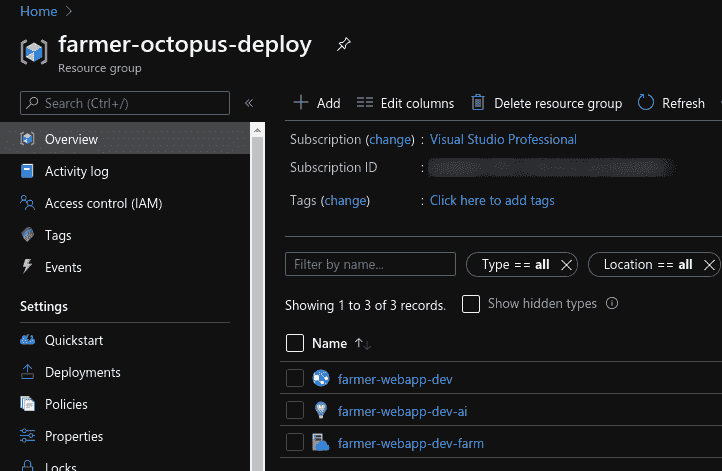 Home >
farmer-octopus-deploy
Resource group
Search (Ctrl+/)
«
Overview
Activity log
Access control (IAM)
Tags
Events
Settings
Quickstart
Deployments
Policies
Properties
Locks
+ Add
Edit columns
Delete resource group
Refresh
Subscription (change) : Visual Studio Professional
Subscription ID :
Tags (change) : Click here to add tags
Filter by name...
Type == all
Location == all
Showing 1 to 3 of 3 records.
Show hidden types
Name ↑↓
farmer-webapp-dev
farmer-webapp-dev-ai
farmer-webapp-dev-farm